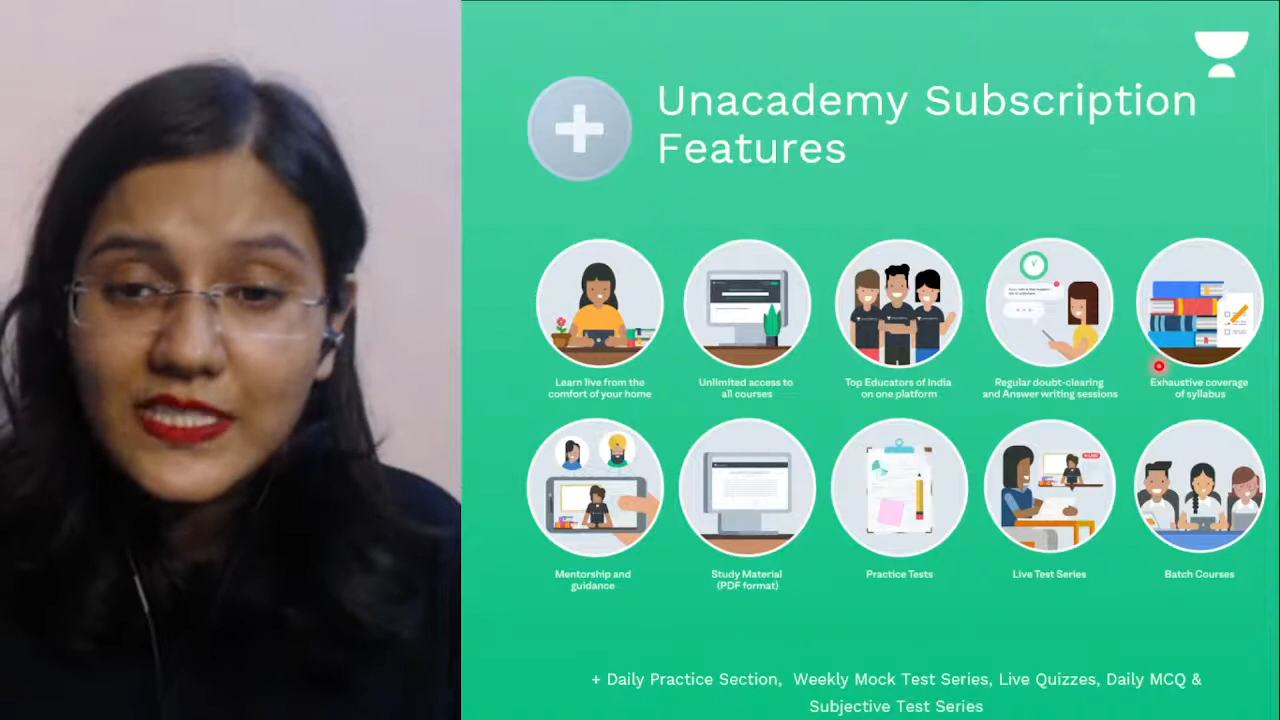 Unacademy Subscription
Features
Learn live from the
comfort of your home
Unlimited access to
all courses
Top Educators of India
on one platform
Regular doubt-clearing
and Answer writing sessions
Exhaustive coverage
of syllabus
Mentorship and
guidance
Study Material
(PDF format)
Practice Tests
Live Test Series
Batch Courses
+ Daily Practice Section, Weekly Mock Test Series, Live Quizzes, Daily MCQ &
Subjective Test Series